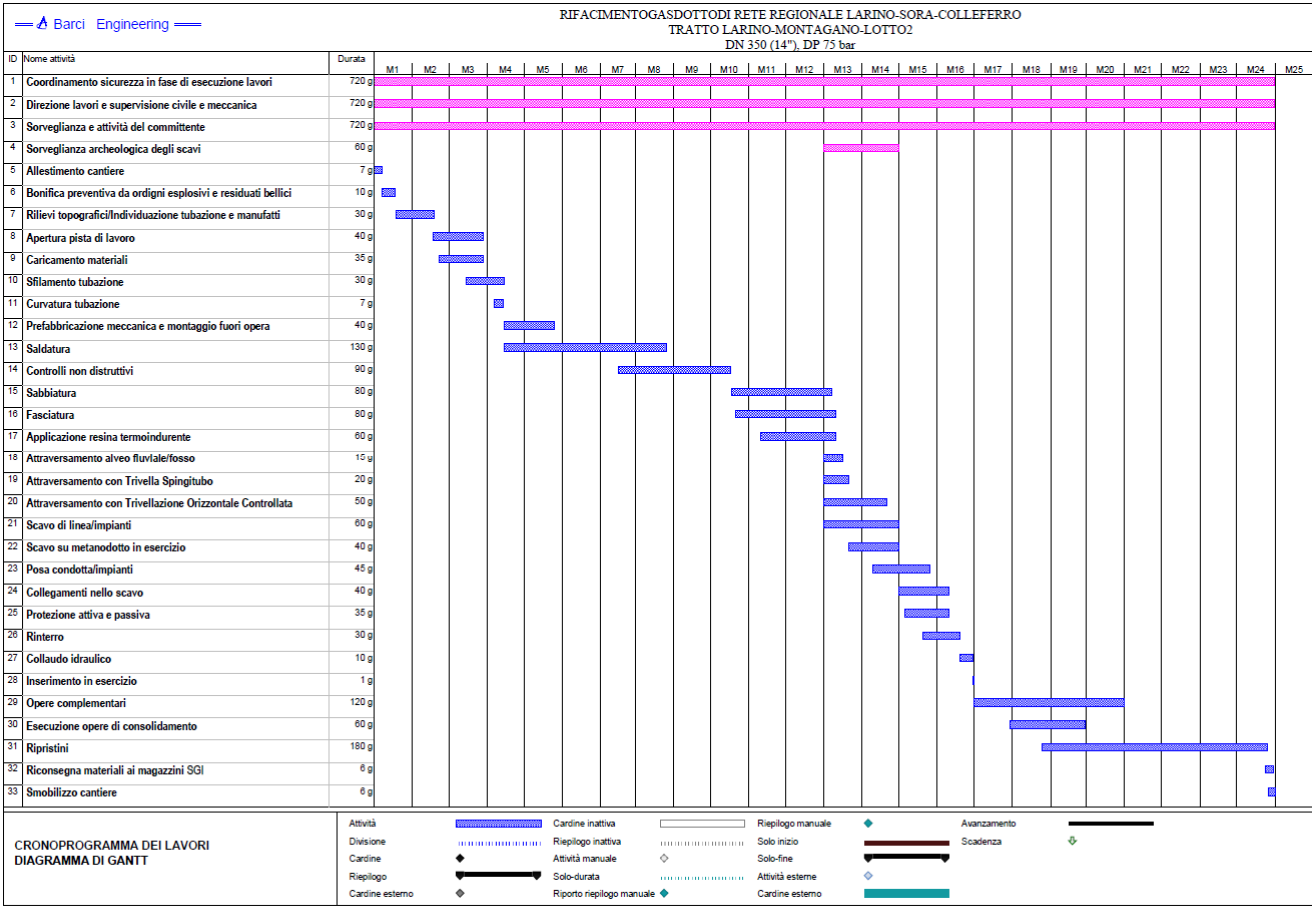 Barci Engineering
RIFACIMENTOGASDOTTODI RETE REGIONALE LARINO-SORA-COLLEFERRO
TRATTO LARINO-MONTAGANO-LOTTO2
DN 350 (14"), DP 75 bar
ID Nome attività Durata M1 M2 M3 M4 M5 M6 M7 M8 M9 M10 M11 M12 M13 M14 M15 M16 M17 M18 M19 M20 M21 M22 M23 M24 M25
1 Coordinamento sicurezza in fase di esecuzione lavori 720 g
2 Direzione lavori e supervisione civile e meccanica 720 g
3 Sorveglianza e attività del committente 720 g
4 Sorveglianza archeologica degli scavi 60 g
5 Allestimento cantiere 7 g
6 Bonifica preventiva da ordigni esplosivi e residuati bellici 10 g
7 Rilievi topografici/Individuazione tubazione e manufatti 30 g
8 Apertura pista di lavoro 40 g
9 Caricamento materiali 35 g
10 Sfilamento tubazione 30 g
11 Curvatura tubazione 7 g
12 Prefabbricazione meccanica e montaggio fuori opera 40 g
13 Saldatura 130 g
14 Controlli non distruttivi 90 g
15 Sabbiatura 80 g
16 Fasciatura 80 g
17 Applicazione resina termoindurente 60 g
18 Attraversamento alveo fluviale/fosso 15 g
19 Attraversamento con Trivella Spingitubo 20 g
20 Attraversamento con Trivellazione Orizzontale Controllata 50 g
21 Scavo di linea/impianti 60 g
22 Scavo su metanodotto in esercizio 40 g
23 Posa condotta/impianti 45 g
24 Collegamenti nello scavo 40 g
25 Protezione attiva e passiva 35 g
26 Rinterro 30 g
27 Collaudo idraulico 10 g
28 Inserimento in esercizio 1 g
29 Opere complementari 120 g
30 Esecuzione opere di consolidamento 60 g
31 Ripristini 180 g
32 Riconsegna materiali ai magazzini SGI 6 g
33 Smobilizzo cantiere 6 g
CRONOPROGRAMMA DEI LAVORI
DIAGRAMMA DI GANTT
Attività Cardine inattiva Riepilogo manuale Avanzamento
Divisione Riepilogo inattiva Solo inizio Scadenza
Cardine Attività manuale Solo-fine
Riepilogo Solo-durata Attività esterne
Cardine esterno Riporto riepilogo manuale Cardine esterno